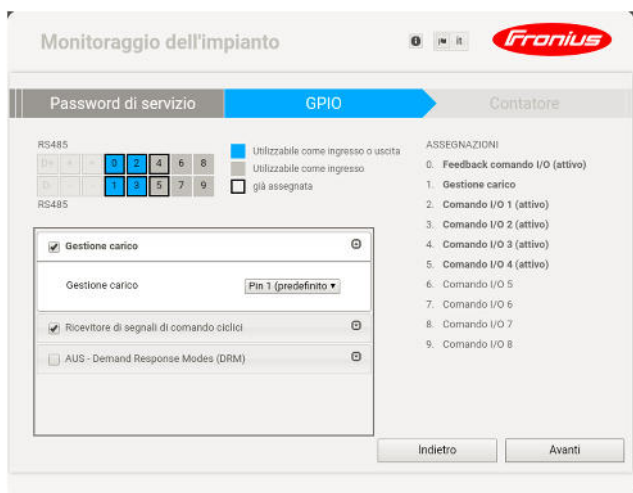 Monitoraggio dell'impianto
it
Fronius
Password di servizio
GPIO
Contatore
RS485
D+ + + 0 2 4 6 8
D- - - 1 3 5 7 9
RS485
Utilizzabile come ingresso o uscita
Utilizzabile come ingresso
già assegnata
ASSEGNAZIONI
0. Feedback comando I/O (attivo)
1. Gestione carico
2. Comando I/O 1 (attivo)
3. Comando I/O 2 (attivo)
4. Comando I/O 3 (attivo)
5. Comando I/O 4 (attivo)
6. Comando I/O 5
7. Comando I/O 6
8. Comando I/O 7
9. Comando I/O 8
Gestione carico
Gestione carico
Pin 1 (predefinito
Ricevitore di segnali di comando ciclici
AUS - Demand Response Modes (DRM)
Indietro
Avanti